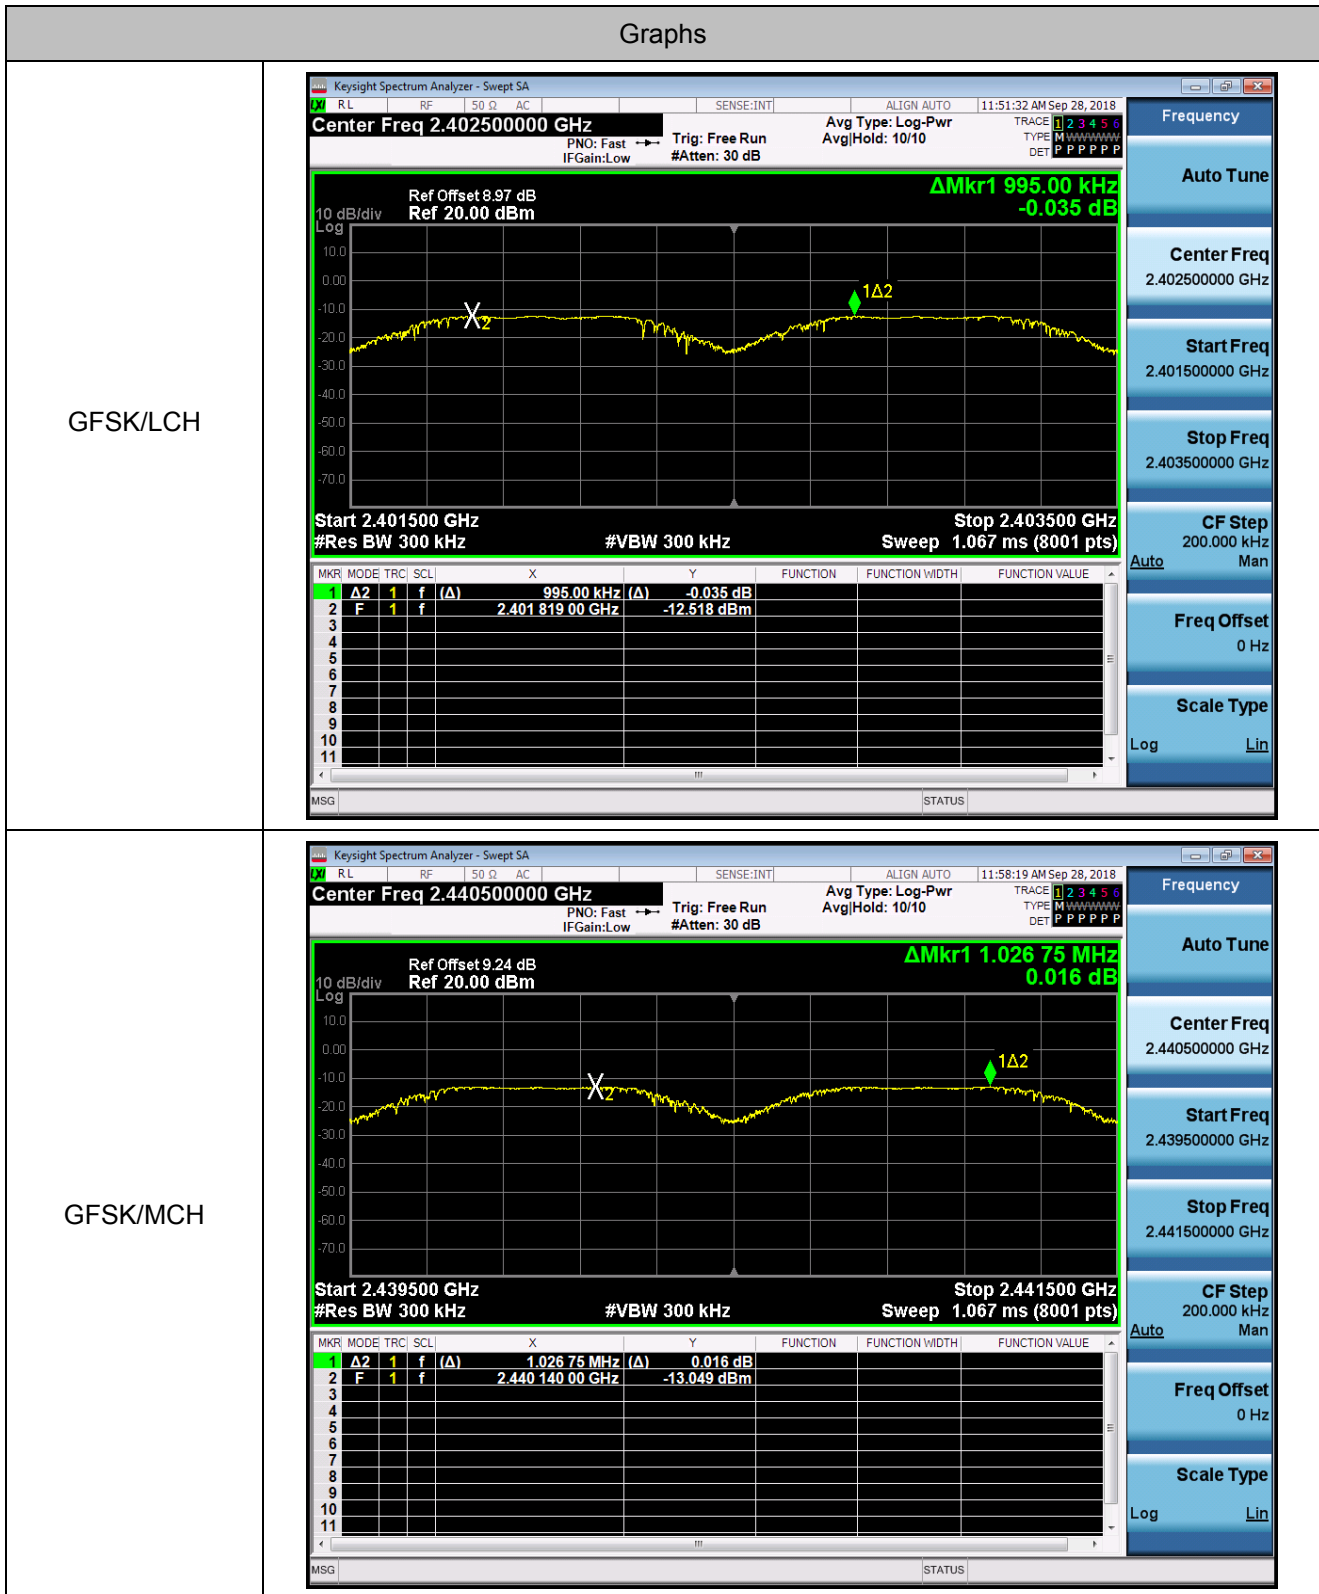 Graphs
GFSK/LCH
Keysight Spectrum Analyzer - Swept SA
LXI RL RF 50 Ω AC SENSE:INT ALIGN AUTO 11:51:32 AM Sep 28, 2018
Center Freq 2.402500000 GHz
PNO: Fast
IFGain:Low
Trig: Free Run
#Atten: 30 dB
Avg Type: Log-Pwr
Avg|Hold: 10/10
TRACE 1 2 3 4 5 6
TYPE M WWWWW
DET P P P P P P
Ref Offset 8.97 dB
10 dB/div Ref 20.00 dBm
Log
ΔMkr1 995.00 kHz
-0.035 dB
10.0
0.00
-10.0
-20.0
-30.0
-40.0
-50.0
-60.0
-70.0
1Δ2
X2
Start 2.401500 GHz Stop 2.403500 GHz
#Res BW 300 kHz #VBW 300 kHz Sweep 1.067 ms (8001 pts)
MKR MODE TRC SCL X Y FUNCTION FUNCTION WIDTH FUNCTION VALUE
1 Δ2 1 f (Δ) 995.00 kHz (Δ) -0.035 dB
2 F 1 f 2.401 819 00 GHz -12.518 dBm
3
4
5
6
7
8
9
10
11
MSG STATUS
Frequency
Auto Tune
Center Freq
2.402500000 GHz
Start Freq
2.401500000 GHz
Stop Freq
2.403500000 GHz
CF Step
200.000 kHz
Auto Man
Freq Offset
0 Hz
Scale Type
Log Lin
GFSK/MCH
Keysight Spectrum Analyzer - Swept SA
LXI RL RF 50 Ω AC SENSE:INT ALIGN AUTO 11:58:19 AM Sep 28, 2018
Center Freq 2.440500000 GHz
PNO: Fast
IFGain:Low
Trig: Free Run
#Atten: 30 dB
Avg Type: Log-Pwr
Avg|Hold: 10/10
TRACE 1 2 3 4 5 6
TYPE M WWWWW
DET P P P P P P
Ref Offset 9.24 dB
10 dB/div Ref 20.00 dBm
Log
ΔMkr1 1.026 75 MHz
0.016 dB
10.0
0.00
-10.0
-20.0
-30.0
-40.0
-50.0
-60.0
-70.0
1Δ2
X2
Start 2.439500 GHz Stop 2.441500 GHz
#Res BW 300 kHz #VBW 300 kHz Sweep 1.067 ms (8001 pts)
MKR MODE TRC SCL X Y FUNCTION FUNCTION WIDTH FUNCTION VALUE
1 Δ2 1 f (Δ) 1.026 75 MHz (Δ) 0.016 dB
2 F 1 f 2.440 140 00 GHz -13.049 dBm
3
4
5
6
7
8
9
10
11
MSG STATUS
Frequency
Auto Tune
Center Freq
2.440500000 GHz
Start Freq
2.439500000 GHz
Stop Freq
2.441500000 GHz
CF Step
200.000 kHz
Auto Man
Freq Offset
0 Hz
Scale Type
Log Lin